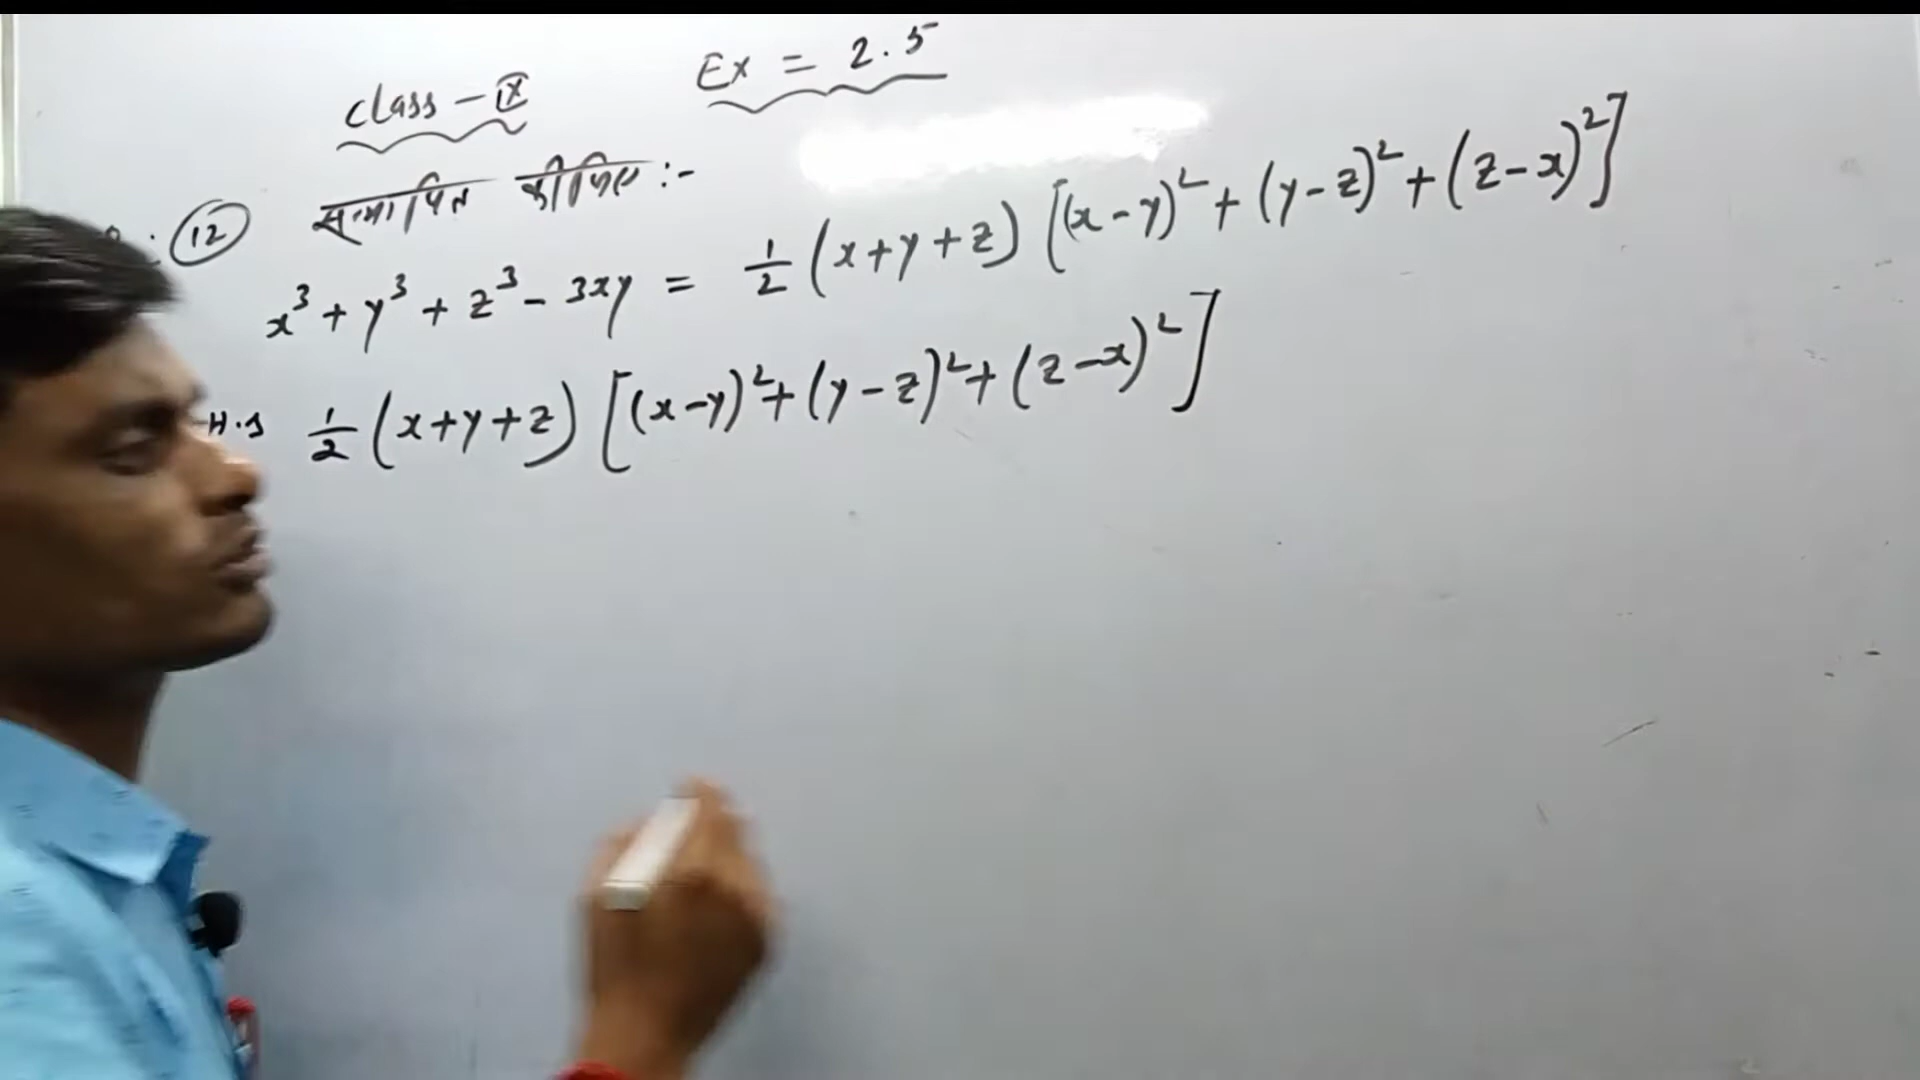 Class - IX
Ex = 2.5
12 सत्यापित कीजिए :-
x³ + y³ + z³ - 3xy = 1/2 (x+y+z) [(x-y)² + (y-z)² + (z-x)²]
H.S 1/2 (x+y+z) [(x-y)² + (y-z)² + (z-x)²]